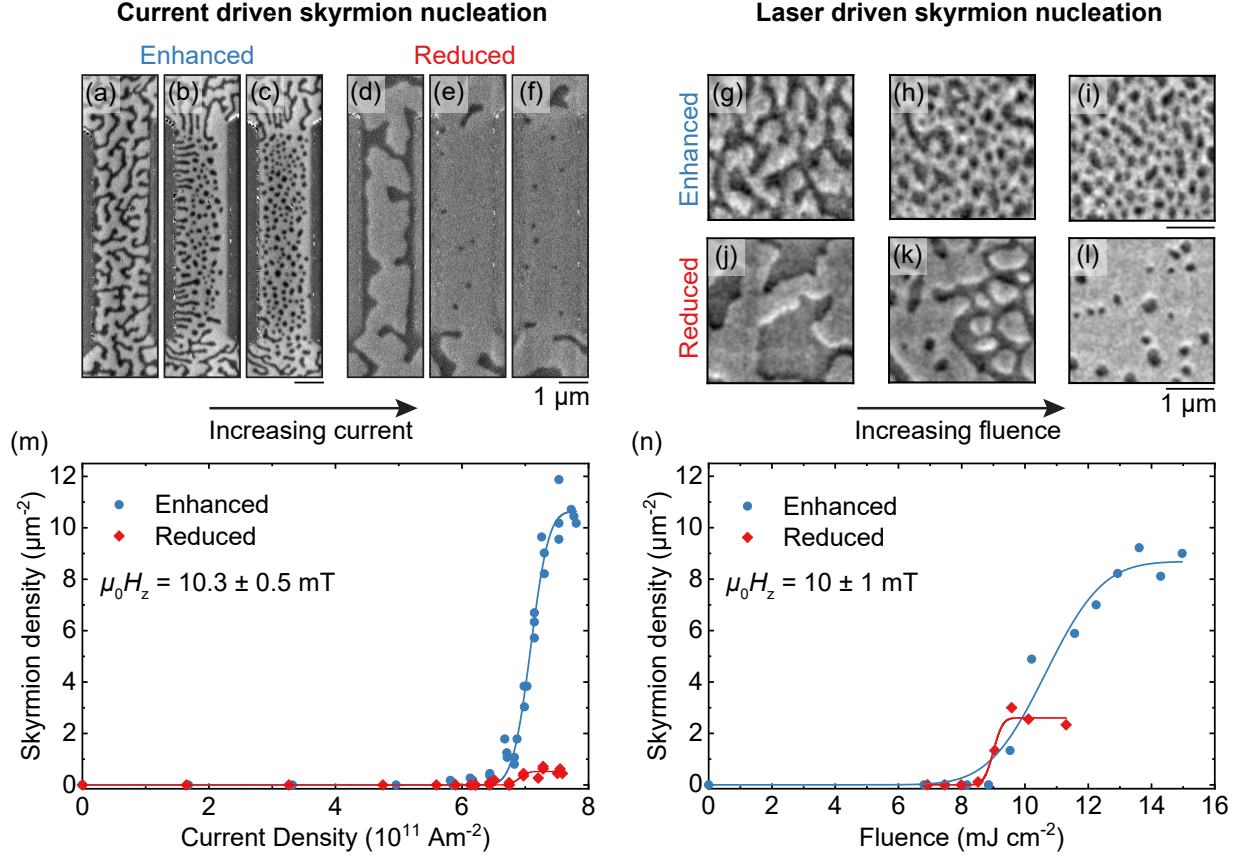 Current driven skyrmion nucleation
Enhanced Reduced
(a) (b) (c) (d) (e) (f)
1 µm
Increasing current
Laser driven skyrmion nucleation
Enhanced
(g) (h) (i)
Reduced
(j) (k) (l)
1 µm
Increasing fluence
(m)
Skyrmion density (µm⁻²)
12
10
8
6
4
2
0
Enhanced
Reduced
µ₀H_z = 10.3 ± 0.5 mT
0 2 4 6 8
Current Density (10¹¹ Am⁻²)
(n)
Skyrmion density (µm⁻²)
12
10
8
6
4
2
0
Enhanced
Reduced
µ₀H_z = 10 ± 1 mT
0 2 4 6 8 10 12 14 16
Fluence (mJ cm⁻²)